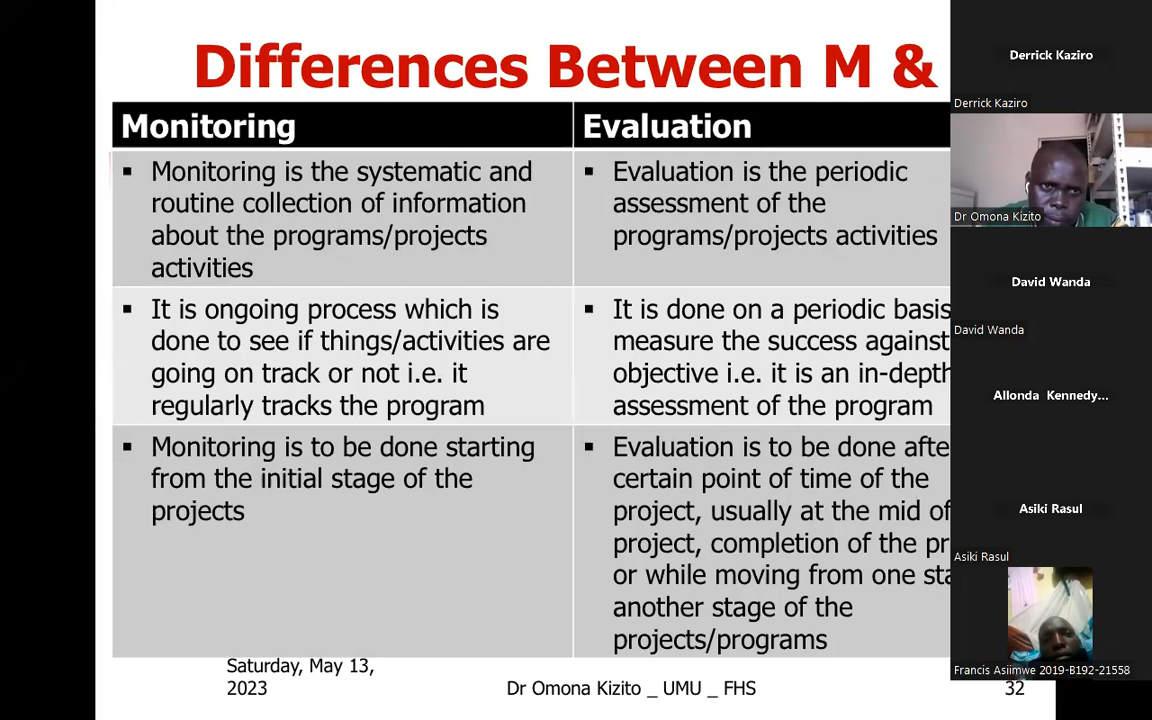 Differences Between M &
Monitoring
Evaluation
▪ Monitoring is the systematic and
routine collection of information
about the programs/projects
activities
▪ Evaluation is the periodic
assessment of the
programs/projects activities
▪ It is ongoing process which is
done to see if things/activities are
going on track or not i.e. it
regularly tracks the program
▪ It is done on a periodic basis
measure the success against
objective i.e. it is an in-depth
assessment of the program
▪ Monitoring is to be done starting
from the initial stage of the
projects
▪ Evaluation is to be done afte
certain point of time of the
project, usually at the mid of
project, completion of the pr
or while moving from one sta
another stage of the
projects/programs
Saturday, May 13,
2023
Dr Omona Kizito _ UMU _ FHS
32
Derrick Kaziro
Derrick Kaziro
Dr Omona Kizito
David Wanda
David Wanda
Allonda Kennedy...
Asiki Rasul
Asiki Rasul
Francis Asiimwe 2019-B192-21558